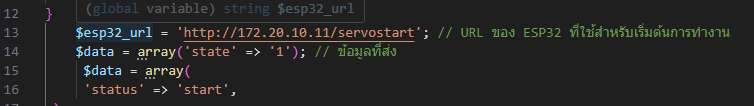 (global variable) string $esp32_url
12 }
13 $esp32_url = 'http://172.20.10.11/servostart'; // URL ของ ESP32 ที่ใช้สำหรับเริ่มต้นการทำงาน
14 $data = array('state' => '1'); // ข้อมูลที่ส่ง
15 $data = array(
16 'status' => 'start',